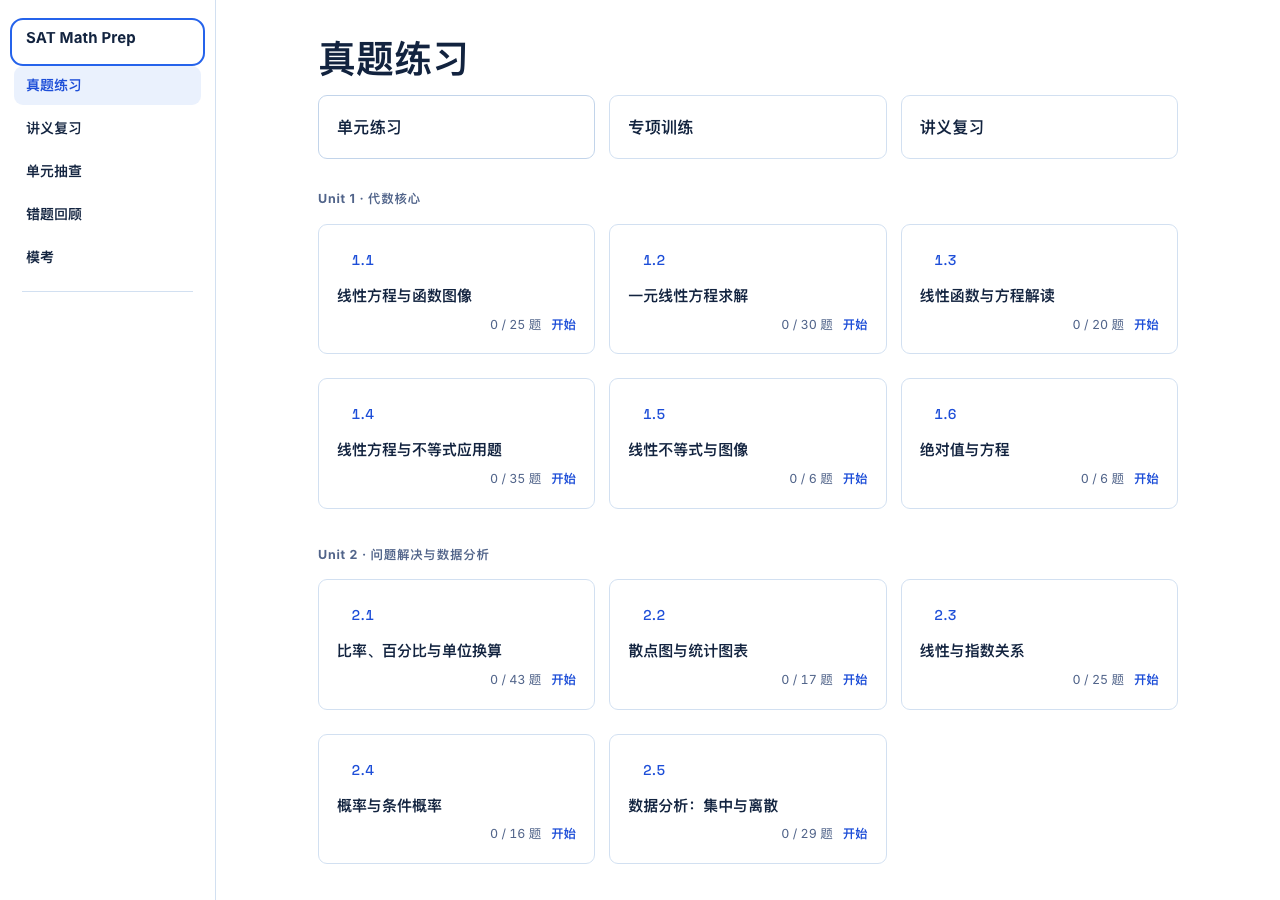 SAT Math Prep
真题练习
讲义复习
单元抽查
错题回顾
模考
真题练习
单元练习
专项训练
讲义复习
Unit 1 · 代数核心
1.1
线性方程与函数图像
0 / 25 题 开始
1.2
一元线性方程求解
0 / 30 题 开始
1.3
线性函数与方程解读
0 / 20 题 开始
1.4
线性方程与不等式应用题
0 / 35 题 开始
1.5
线性不等式与图像
0 / 6 题 开始
1.6
绝对值与方程
0 / 6 题 开始
Unit 2 · 问题解决与数据分析
2.1
比率、百分比与单位换算
0 / 43 题 开始
2.2
散点图与统计图表
0 / 17 题 开始
2.3
线性与指数关系
0 / 25 题 开始
2.4
概率与条件概率
0 / 16 题 开始
2.5
数据分析：集中与离散
0 / 29 题 开始